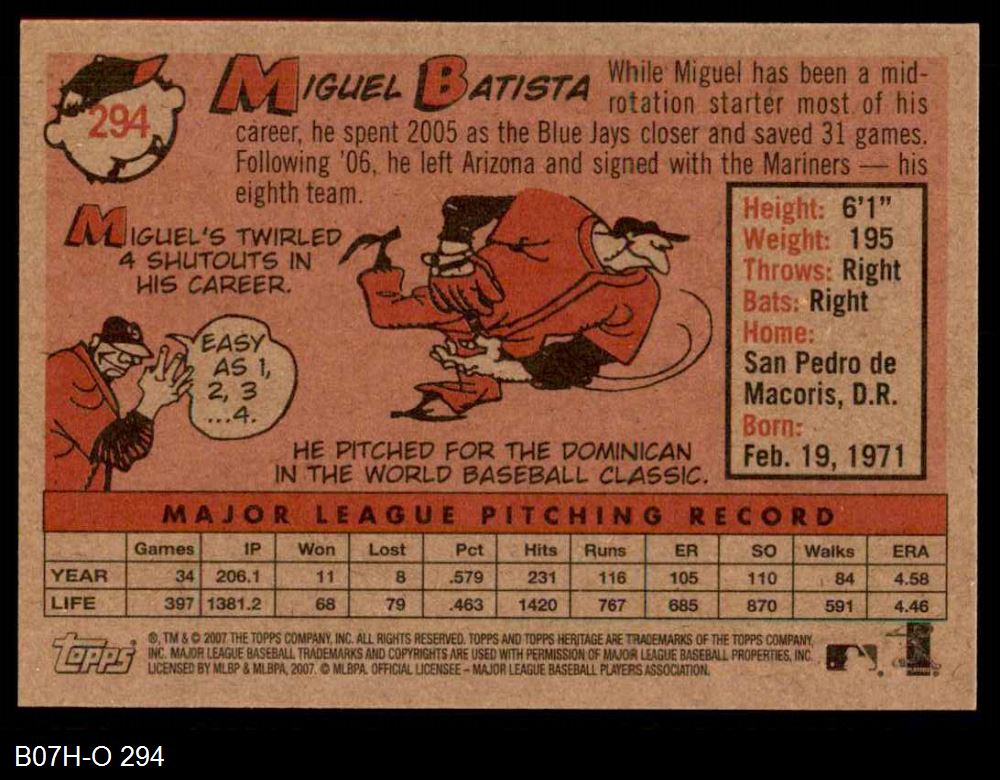 294
MIGUEL BATISTA
While Miguel has been a mid-
rotation starter most of his
career, he spent 2005 as the Blue Jays closer and saved 31 games.
Following '06, he left Arizona and signed with the Mariners — his
eighth team.
MIGUEL'S TWIRLED
4 SHUTOUTS IN
HIS CAREER.
EASY
AS 1,
2, 3
...4.
HE PITCHED FOR THE DOMINICAN
IN THE WORLD BASEBALL CLASSIC.
Height: 6'1"
Weight: 195
Throws: Right
Bats: Right
Home:
San Pedro de
Macoris, D.R.
Born:
Feb. 19, 1971
MAJOR LEAGUE PITCHING RECORD
Games IP Won Lost Pct Hits Runs ER SO Walks ERA
YEAR 34 206.1 11 8 .579 231 116 105 110 84 4.58
LIFE 397 1381.2 68 79 .463 1420 767 685 870 591 4.46
TOPPS
®, TM & © 2007 THE TOPPS COMPANY, INC. ALL RIGHTS RESERVED. TOPPS AND TOPPS HERITAGE ARE TRADEMARKS OF THE TOPPS COMPANY,
INC. MAJOR LEAGUE BASEBALL TRADEMARKS AND COPYRIGHTS ARE USED WITH PERMISSION OF MAJOR LEAGUE BASEBALL PROPERTIES, INC.
LICENSED BY MLBP & MLBPA, 2007. © MLBPA. OFFICIAL LICENSEE – MAJOR LEAGUE BASEBALL PLAYERS ASSOCIATION.
B07H-O 294